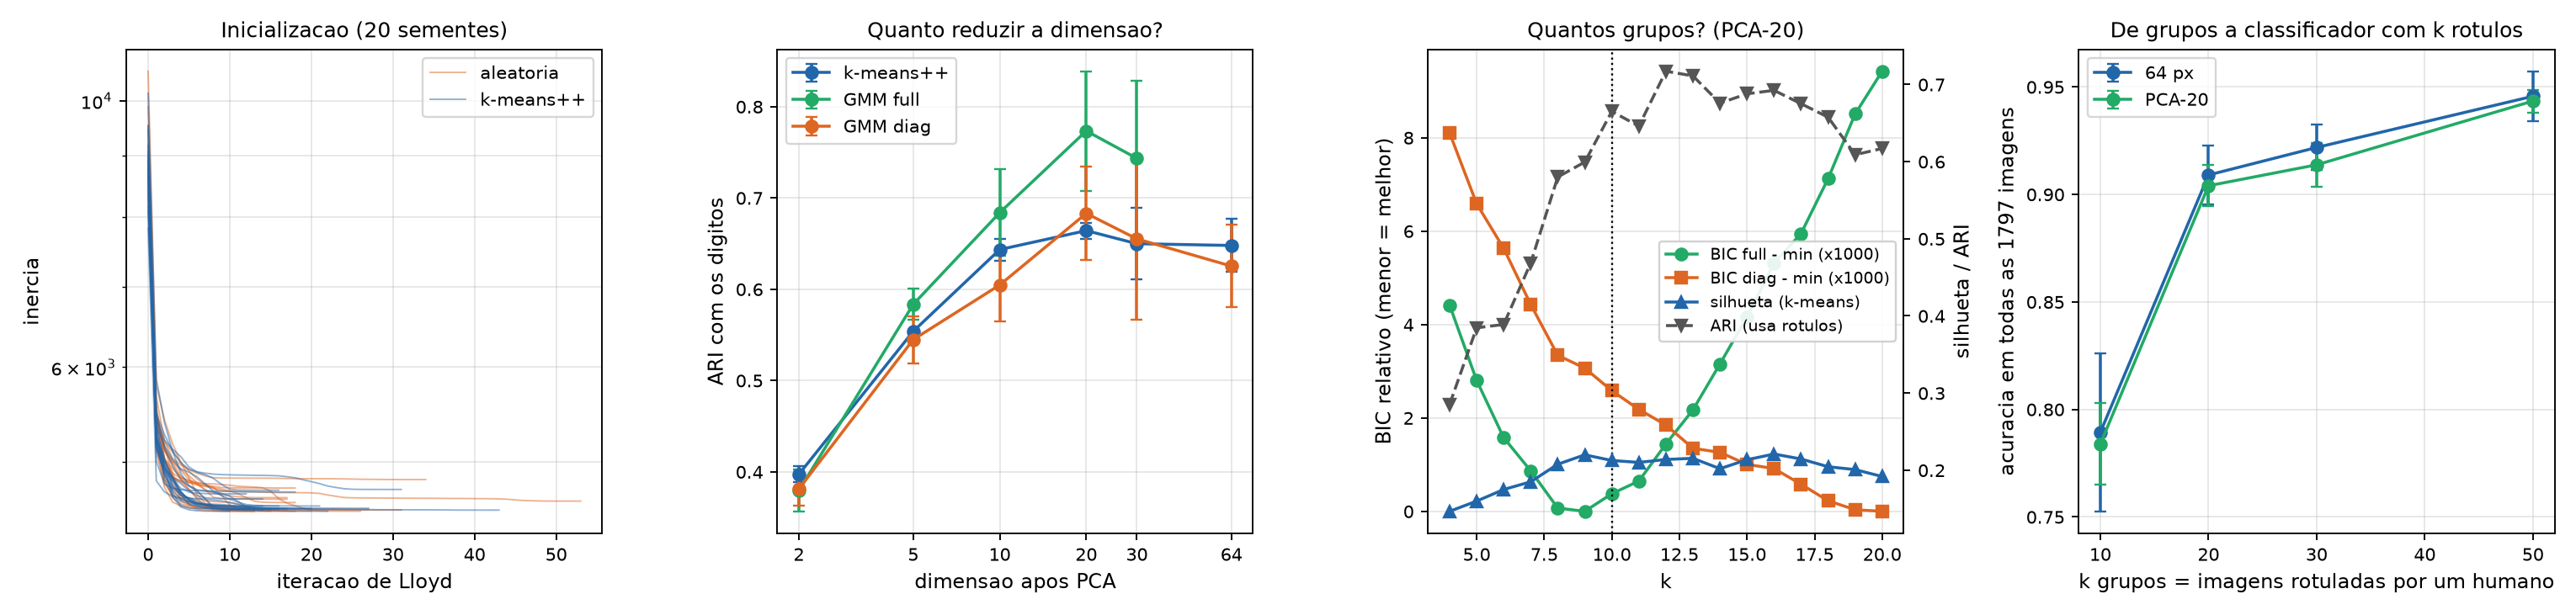 Inicializacao (20 sementes)
aleatoria
k-means++
10^4
6 × 10^3
inercia
0 10 20 30 40 50
iteracao de Lloyd
Quanto reduzir a dimensao?
k-means++
GMM full
GMM diag
0.8
0.7
0.6
0.5
0.4
ARI com os digitos
2 5 10 20 30 64
dimensao apos PCA
Quantos grupos? (PCA-20)
8
6
4
2
0
BIC relativo (menor = melhor)
BIC full - min (x1000)
BIC diag - min (x1000)
silhueta (k-means)
ARI (usa rotulos)
0.7
0.6
0.5
0.4
0.3
0.2
silhueta / ARI
5.0 7.5 10.0 12.5 15.0 17.5 20.0
k
De grupos a classificador com k rotulos
64 px
PCA-20
0.95
0.90
0.85
0.80
0.75
acuracia em todas as 1797 imagens
10 20 30 40 50
k grupos = imagens rotuladas por um humano